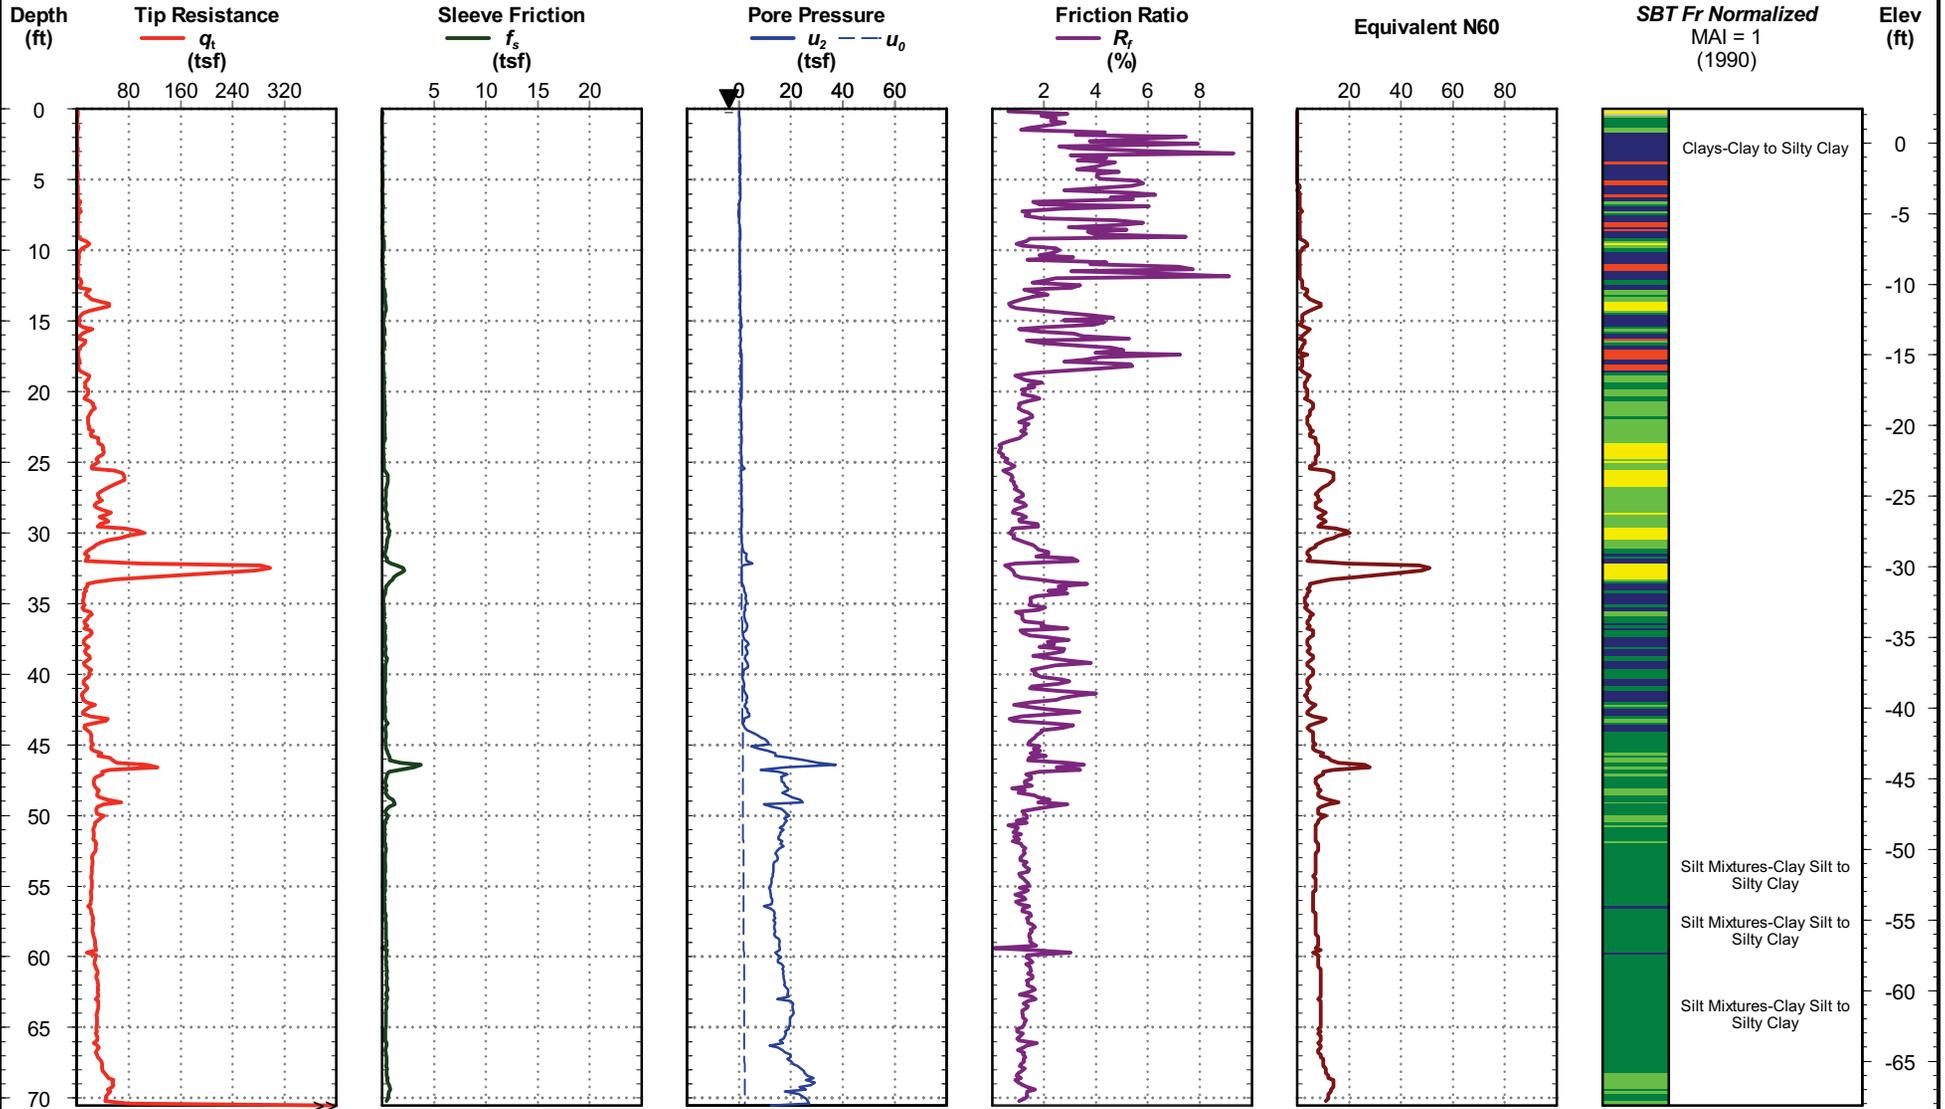 Depth
(ft)
Tip Resistance
qt
(tsf)
Sleeve Friction
fs
(tsf)
Pore Pressure
u2 u0
(tsf)
Friction Ratio
Rf
(%)
Equivalent N60
SBT Fr Normalized
MAI = 1
(1990)
Elev
(ft)
80 160 240 320
5 10 15 20
0 20 40 60
2 4 6 8
20 40 60 80
0
5
10
15
20
25
30
35
40
45
50
55
60
65
70
Clays-Clay to Silty Clay
Silt Mixtures-Clay Silt to
Silty Clay
Silt Mixtures-Clay Silt to
Silty Clay
Silt Mixtures-Clay Silt to
Silty Clay
0
-5
-10
-15
-20
-25
-30
-35
-40
-45
-50
-55
-60
-65